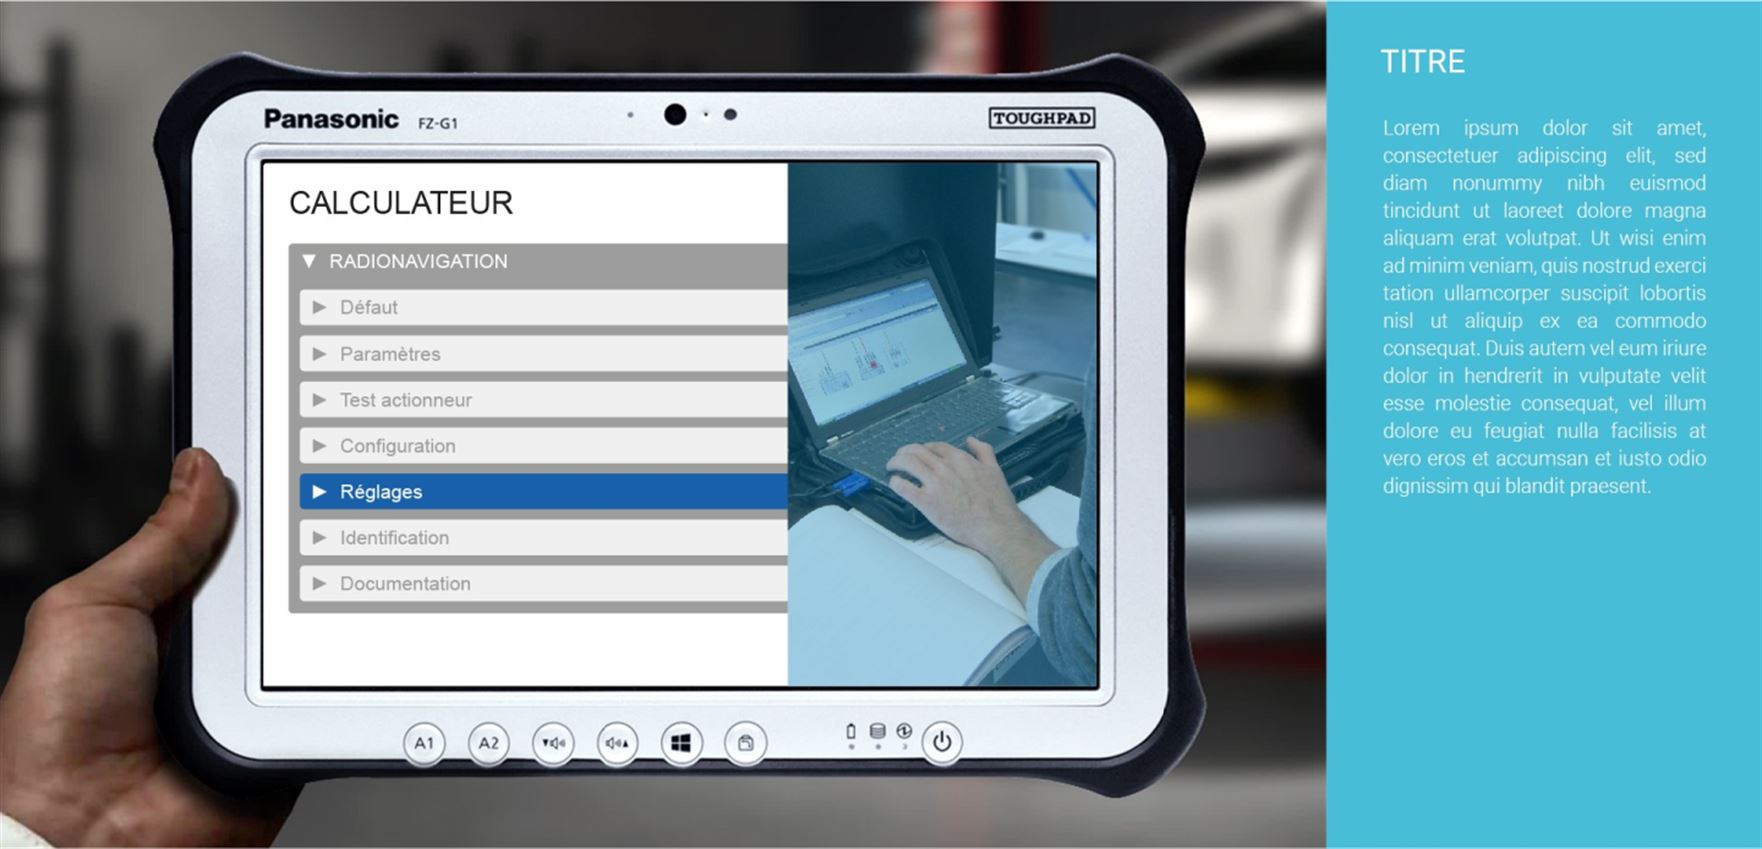 Panasonic FZ-G1
TOUGHPAD
CALCULATEUR
▼ RADIONAVIGATION
► Défaut
► Paramètres
► Test actionneur
► Configuration
► Réglages
► Identification
► Documentation
A1 A2
TITRE
Lorem ipsum dolor sit amet,
consectetuer adipiscing elit, sed
diam nonummy nibh euismod
tincidunt ut laoreet dolore magna
aliquam erat volutpat. Ut wisi enim
ad minim veniam, quis nostrud exerci
tation ullamcorper suscipit lobortis
nisl ut aliquip ex ea commodo
consequat. Duis autem vel eum iriure
dolor in hendrerit in vulputate velit
esse molestie consequat, vel illum
dolore eu feugiat nulla facilisis at
vero eros et accumsan et iusto odio
dignissim qui blandit praesent.